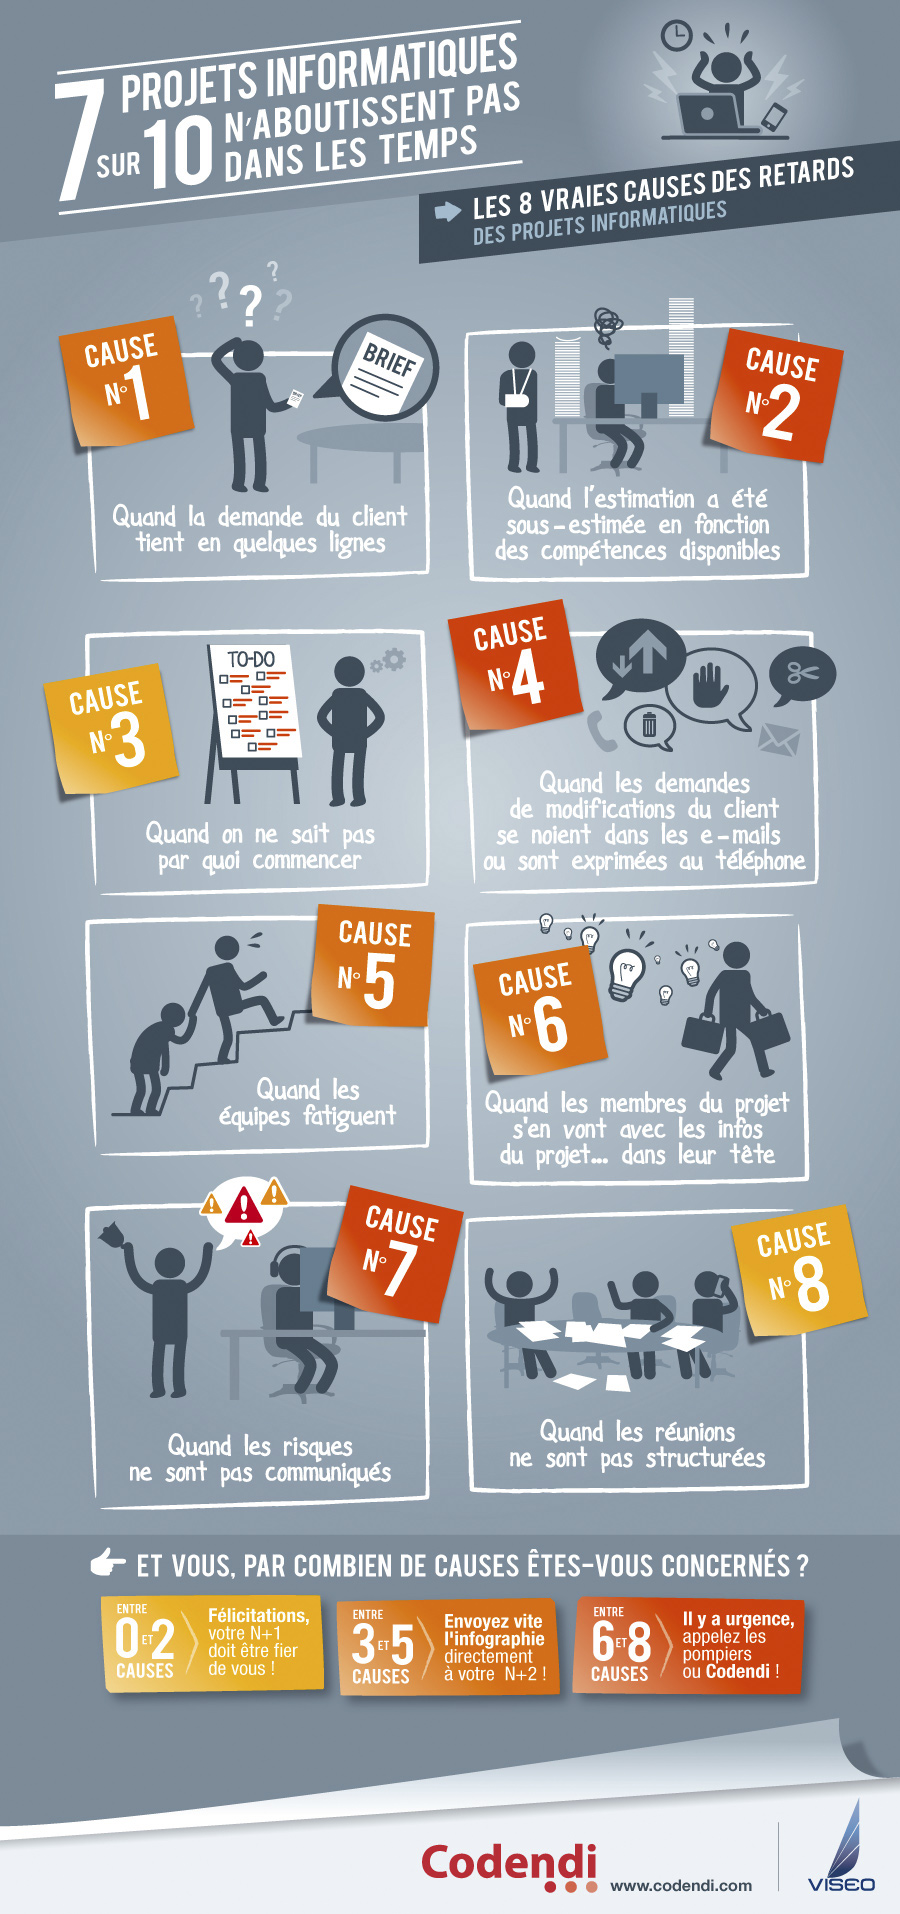 7 SUR 10
PROJETS INFORMATIQUES
N'ABOUTISSENT PAS
DANS LES TEMPS
LES 8 VRAIES CAUSES DES RETARDS
DES PROJETS INFORMATIQUES
CAUSE
N°1
BRIEF
Quand la demande du client
tient en quelques lignes
CAUSE
N°2
Quand l'estimation a été
sous-estimée en fonction
des compétences disponibles
CAUSE
N°3
TO-DO
Quand on ne sait pas
par quoi commencer
CAUSE
N°4
Quand les demandes
de modifications du client
se noient dans les e-mails
ou sont exprimées au téléphone
CAUSE
N°5
Quand les
équipes fatiguent
CAUSE
N°6
Quand les membres du projet
s'en vont avec les infos
du projet... dans leur tête
CAUSE
N°7
Quand les risques
ne sont pas communiqués
CAUSE
N°8
Quand les réunions
ne sont pas structurées
ET VOUS, PAR COMBIEN DE CAUSES ÊTES-VOUS CONCERNÉS ?
ENTRE
0 ET 2
CAUSES
Félicitations,
votre N+1
doit être fier
de vous !
ENTRE
3 ET 5
CAUSES
Envoyez vite
l'infographie
directement
à votre N+2 !
ENTRE
6 ET 8
CAUSES
Il y a urgence,
appelez les
pompiers
ou Codendi !
Codendi
www.codendi.com
VISEO